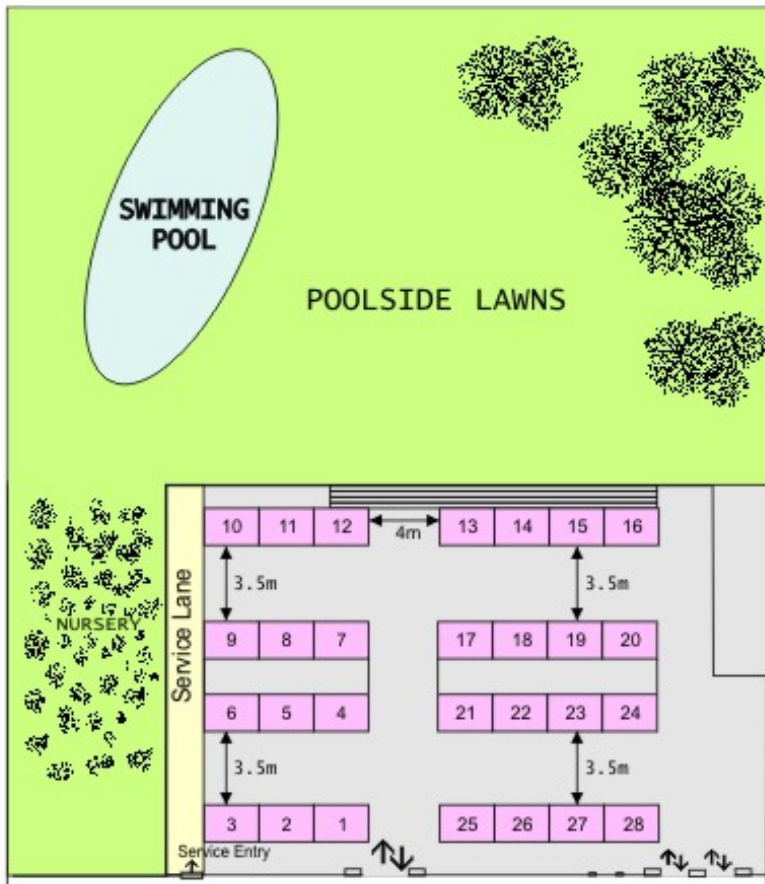 SWIMMING
POOL
POOLSIDE LAWNS
10 11 12 13 14 15 16
4m
3.5m 3.5m
NURSERY
Service Lane
9 8 7 17 18 19 20
6 5 4 21 22 23 24
3.5m 3.5m
3 2 1 25 26 27 28
Service Entry